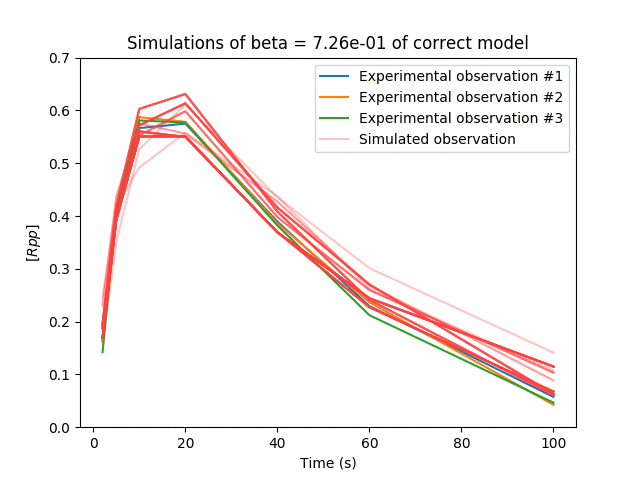 Simulations of beta = 7.26e-01 of correct model
Experimental observation #1
Experimental observation #2
Experimental observation #3
Simulated observation
[Rpp]
0.7
0.6
0.5
0.4
0.3
0.2
0.1
0.0
0 20 40 60 80 100
Time (s)